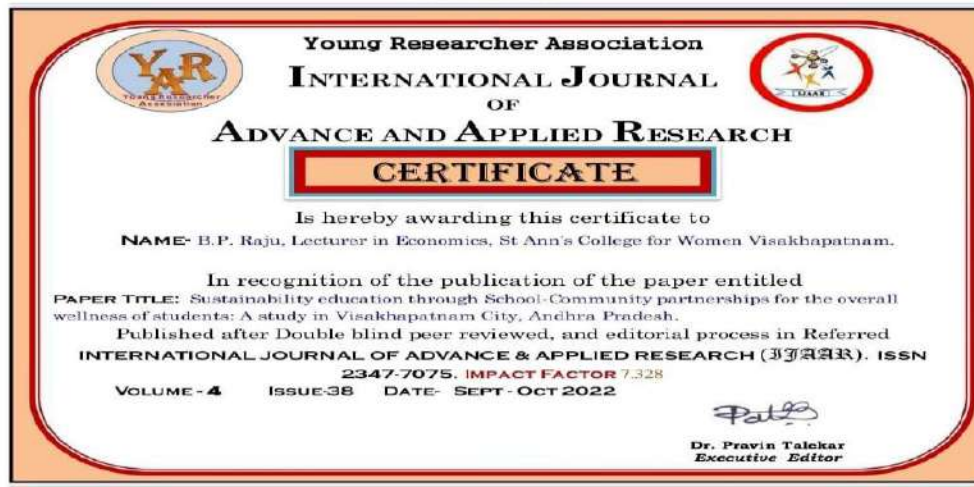 Young Researcher Association
INTERNATIONAL JOURNAL
OF
ADVANCE AND APPLIED RESEARCH
YAR
Young Researcher
Association
IJAAR
CERTIFICATE
Is hereby awarding this certificate to
NAME- B.P. Raju, Lecturer in Economics, St Ann's College for Women Visakhapatnam.
In recognition of the publication of the paper entitled
PAPER TITLE: Sustainability education through School-Community partnerships for the overall
wellness of students: A study in Visakhapatnam City, Andhra Pradesh.
Published after Double blind peer reviewed, and editorial process in Referred
INTERNATIONAL JOURNAL OF ADVANCE & APPLIED RESEARCH (IJAAR). ISSN
2347-7075. IMPACT FACTOR 7.328
VOLUME - 4 ISSUE-38 DATE- SEPT - OCT 2022
Dr. Pravin Talekar
Executive Editor